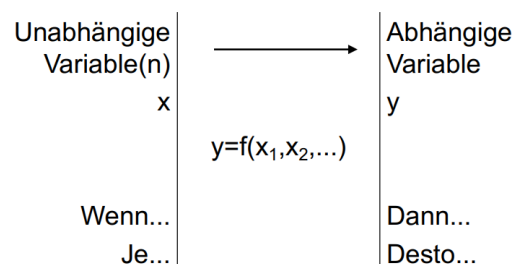 Unabhängige
Variable(n)
x
Abhängige
Variable
y
y=f(x₁,x₂,...)
Wenn...
Dann...
Je...
Desto...